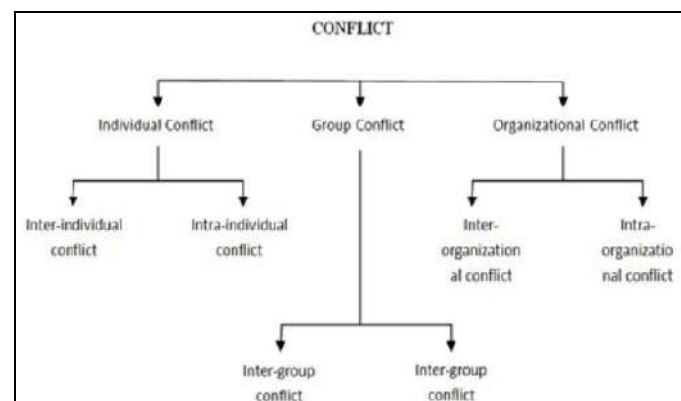 CONFLICT
Individual Conflict
Group Conflict
Organizational Conflict
Inter-individual
conflict
Intra-individual
conflict
Inter-
organization
al conflict
Intra-
organizatio
nal conflict
Inter-group
conflict
Inter-group
conflict